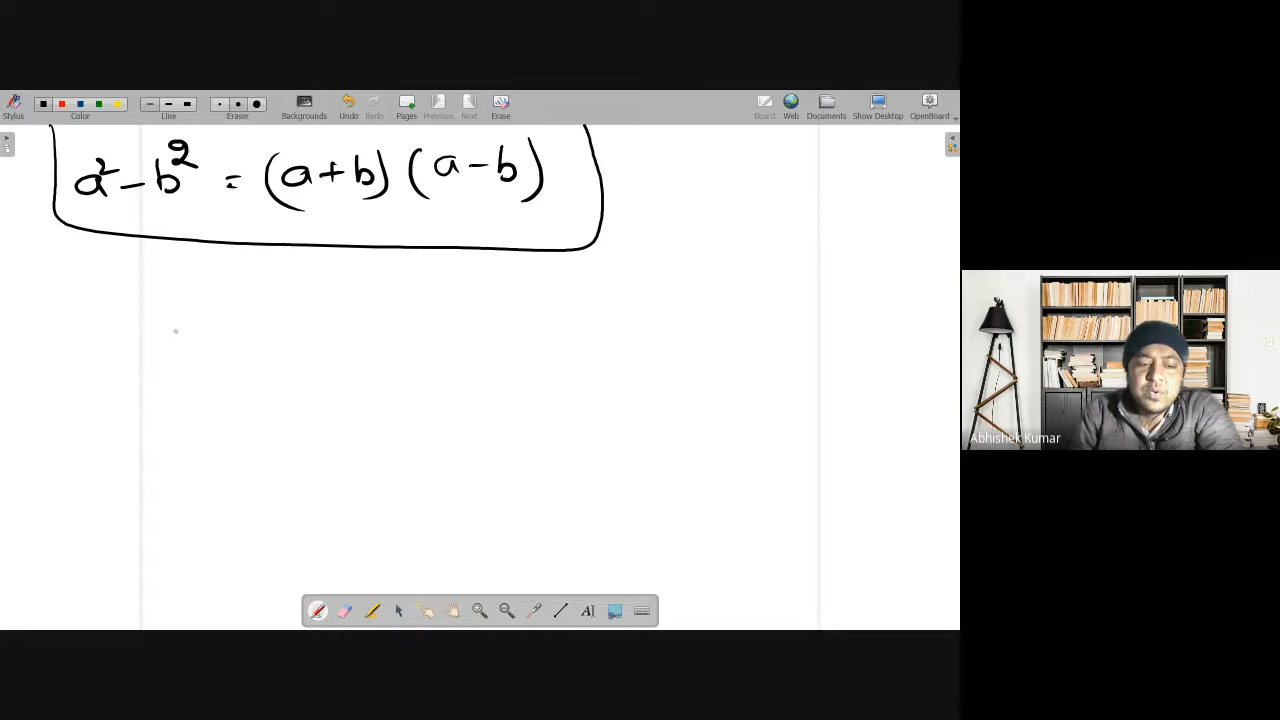 Stylus
Color
Line
Eraser
Backgrounds
Undo
Redo
Pages
Previous
Next
Erase
Board
Web
Documents
Show Desktop
OpenBoard
a² - b² = (a+b) (a-b)
Abhishek Kumar
AI